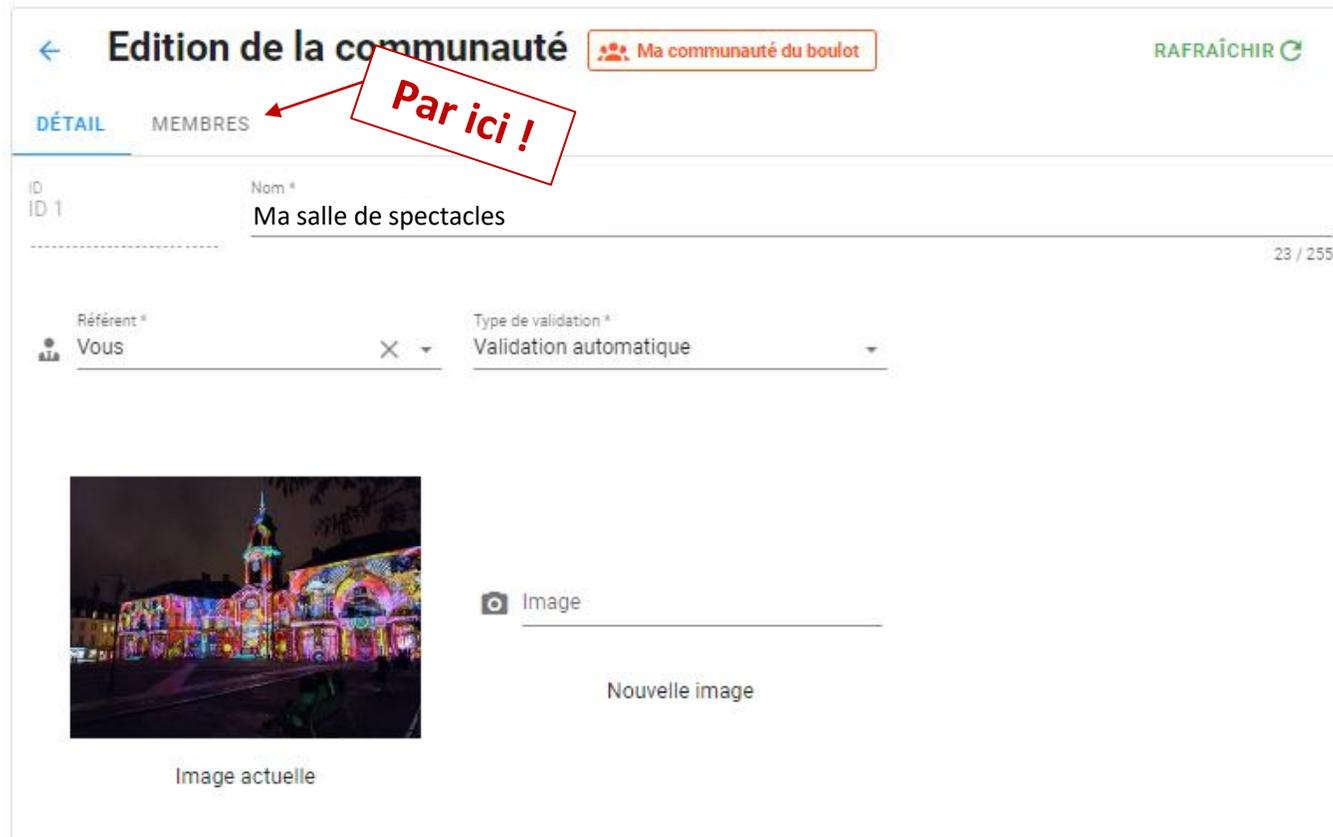 Edition de la communauté
Ma communauté du boulot
RAFRAÎCHIR
Par ici !
DÉTAIL
MEMBRES
ID
Nom *
ID 1
Ma salle de spectacles
23 / 255
Référent *
Type de validation *
Vous
Validation automatique
Image
Nouvelle image
Image actuelle